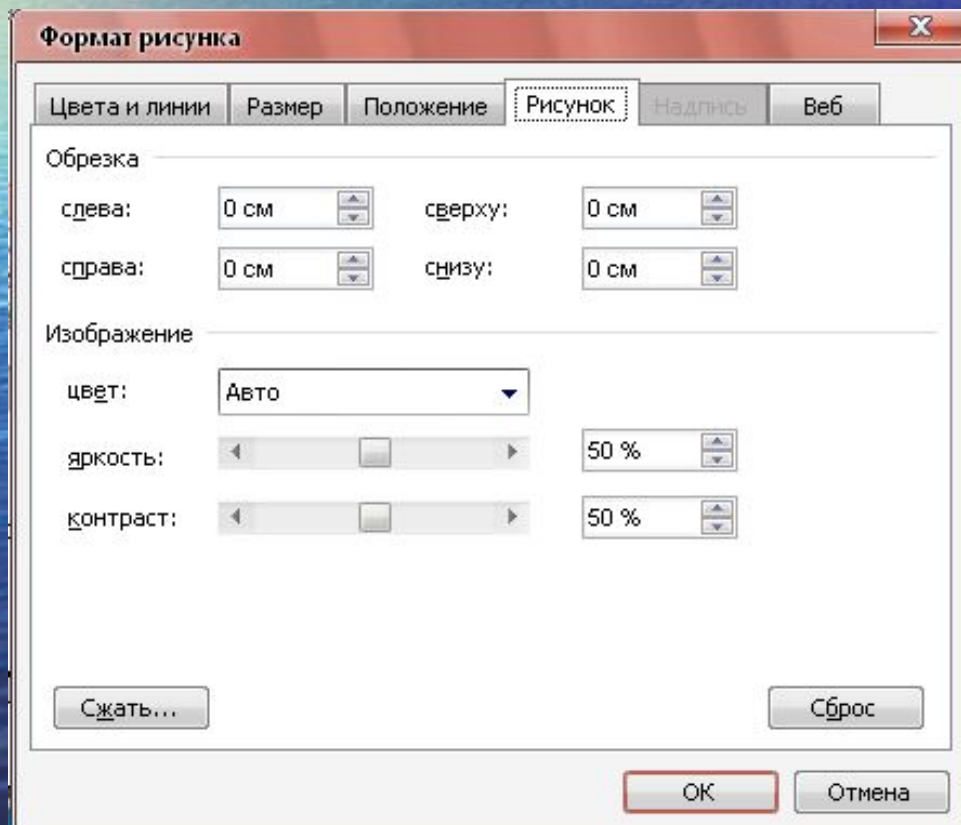 Формат рисунка
Цвета и линии Размер Положение Рисунок Надпись Веб
Обрезка
слева: 0 см сверху: 0 см
справа: 0 см снизу: 0 см
Изображение
цвет: Авто
яркость: 50 %
контраст: 50 %
Сжать... Сброс
ОК Отмена